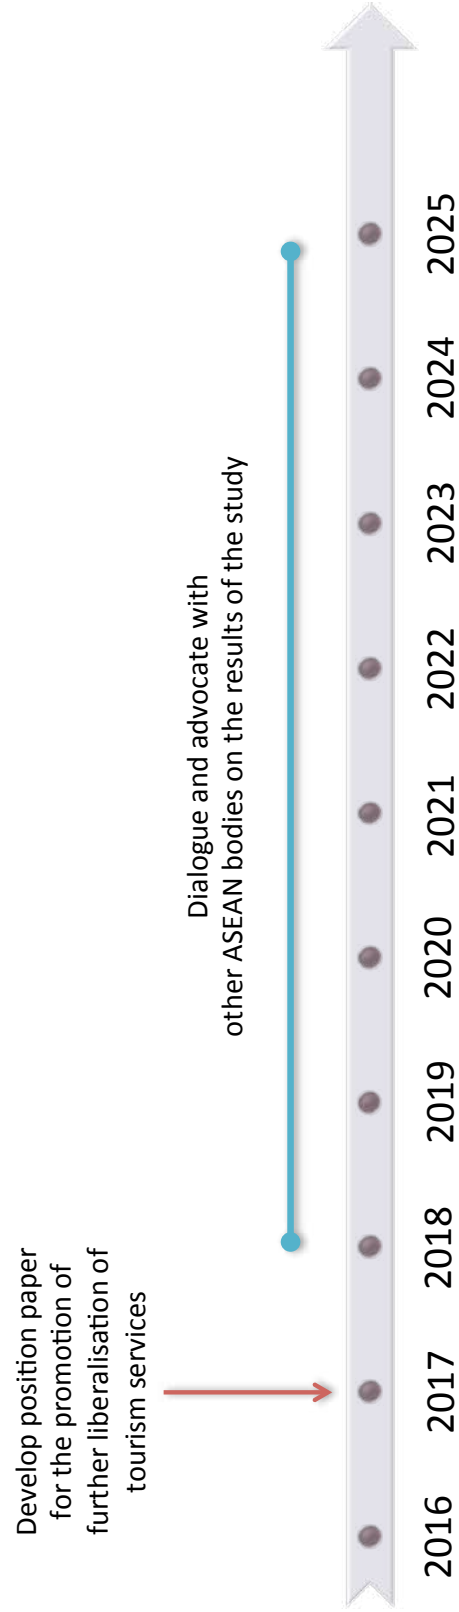 Develop position paper
for the promotion of
further liberalisation of
tourism services
Dialogue and advocate with
other ASEAN bodies on the results of the study
2016
2017
2018
2019
2020
2021
2022
2023
2024
2025